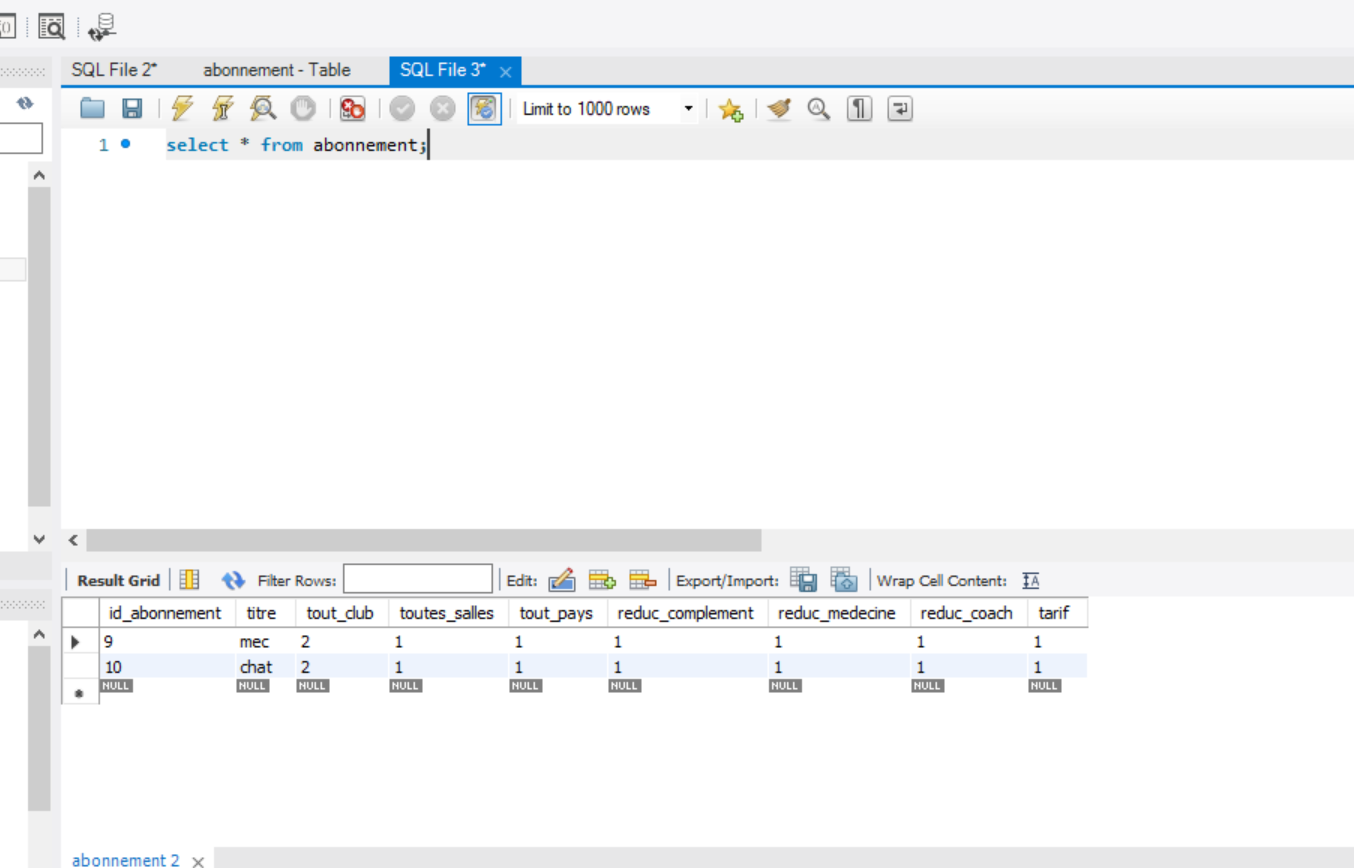 SQL File 2* abonnement - Table SQL File 3*
Limit to 1000 rows
1 select * from abonnement;
Result Grid Filter Rows: Edit: Export/Import: Wrap Cell Content:
id_abonnement titre tout_club toutes_salles tout_pays reduc_complement reduc_medecine reduc_coach tarif
9 mec 2 1 1 1 1 1 1
10 chat 2 1 1 1 1 1 1
NULL NULL NULL NULL NULL NULL NULL NULL NULL
abonnement 2